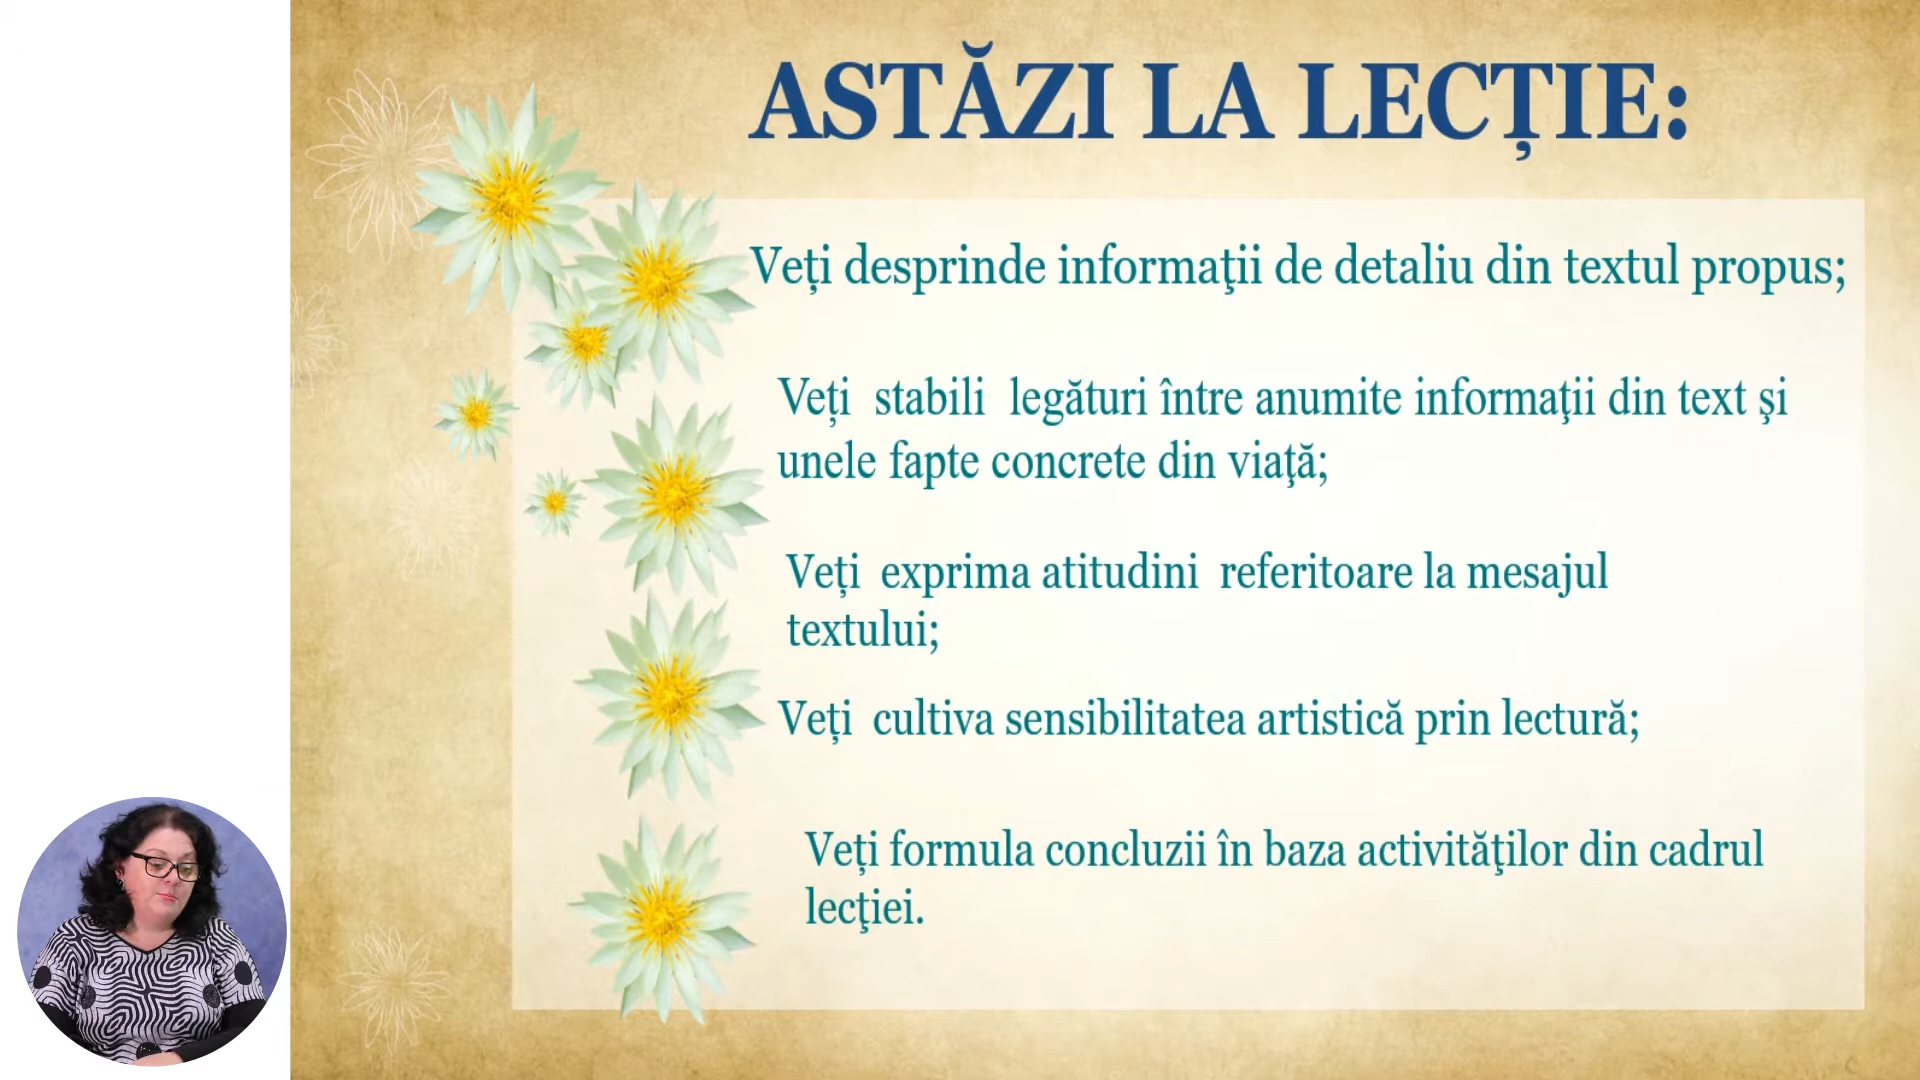 ASTĂZI LA LECȚIE:
Veți desprinde informaţii de detaliu din textul propus;
Veți stabili legături între anumite informaţii din text şi
unele fapte concrete din viaţă;
Veți exprima atitudini referitoare la mesajul
textului;
Veți cultiva sensibilitatea artistică prin lectură;
Veți formula concluzii în baza activităţilor din cadrul
lecţiei.